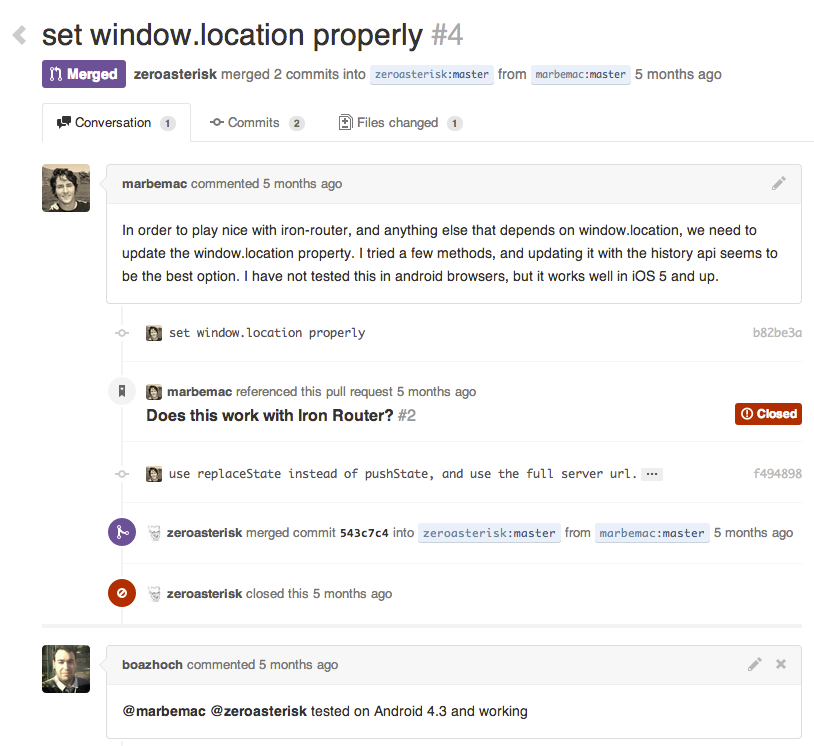 set window.location properly #4
Merged zeroasterisk merged 2 commits into zeroasterisk:master from marbemac:master 5 months ago
Conversation 1 Commits 2 Files changed 1
marbemac commented 5 months ago
In order to play nice with iron-router, and anything else that depends on window.location, we need to
update the window.location property. I tried a few methods, and updating it with the history api seems to
be the best option. I have not tested this in android browsers, but it works well in iOS 5 and up.
set window.location properly b82be3a
marbemac referenced this pull request 5 months ago
Does this work with Iron Router? #2 Closed
use replaceState instead of pushState, and use the full server url. ... f494898
zeroasterisk merged commit 543c7c4 into zeroasterisk:master from marbemac:master 5 months ago
zeroasterisk closed this 5 months ago
boazhoch commented 5 months ago
@marbemac @zeroasterisk tested on Android 4.3 and working